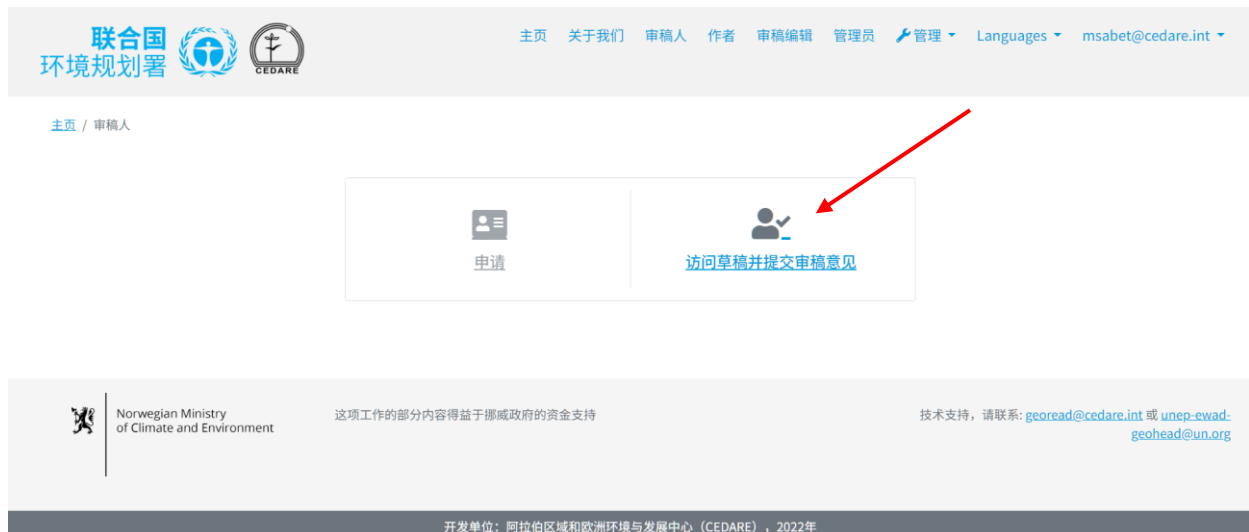 联合国
环境规划署
CEDARE
主页 关于我们 审稿人 作者 审稿编辑 管理员 管理 Languages msabet@cedare.int
主页 / 审稿人
申请
访问草稿并提交审稿意见
Norwegian Ministry
of Climate and Environment
这项工作的部分内容得益于挪威政府的资金支持
技术支持，请联系: georead@cedare.int 或 unep-ewad-
geohead@un.org
开发单位：阿拉伯区域和欧洲环境与发展中心（CEDARE），2022年